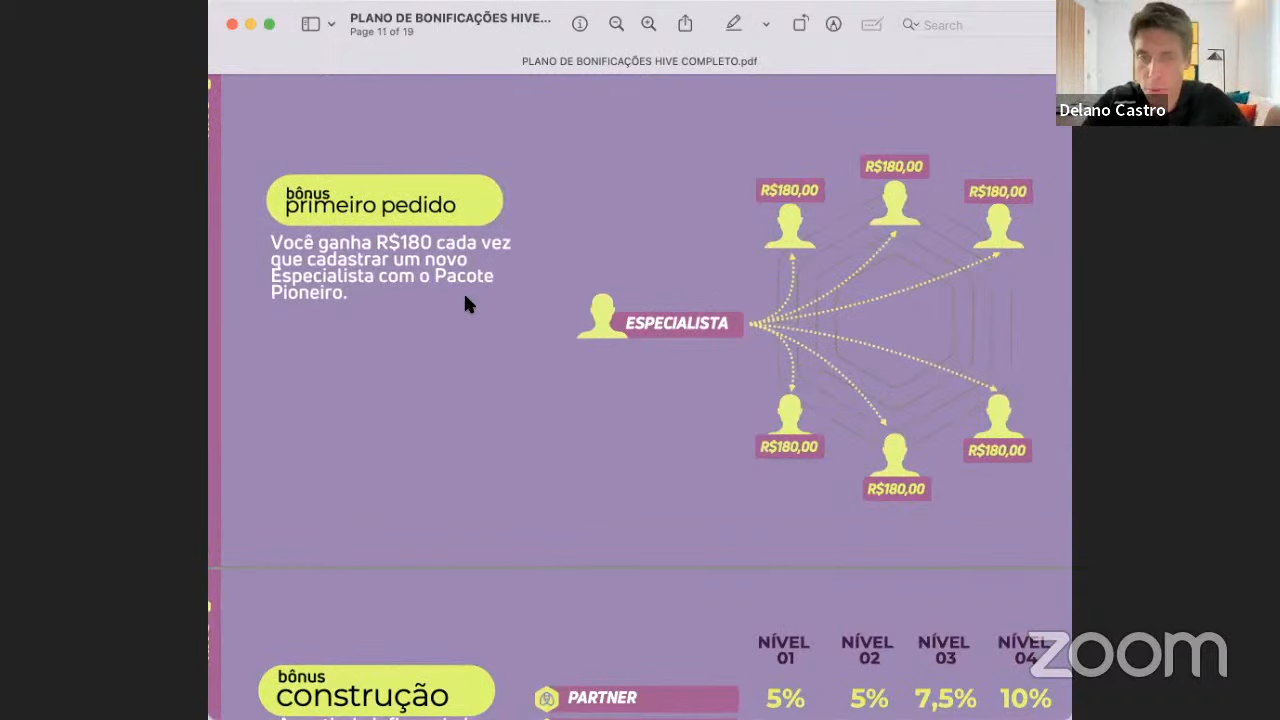 PLANO DE BONIFICAÇÕES HIVE...
Page 11 of 19
Search
PLANO DE BONIFICAÇÕES HIVE COMPLETO.pdf
Delano Castro
bônus
primeiro pedido
Você ganha R$180 cada vez
que cadastrar um novo
Especialista com o Pacote
Pioneiro.
R$180,00
R$180,00
R$180,00
ESPECIALISTA
R$180,00
R$180,00
R$180,00
NÍVEL NÍVEL NÍVEL NÍVEL
01 02 03 04
bônus
construção
PARTNER 5% 5% 7,5% 10%
zoom